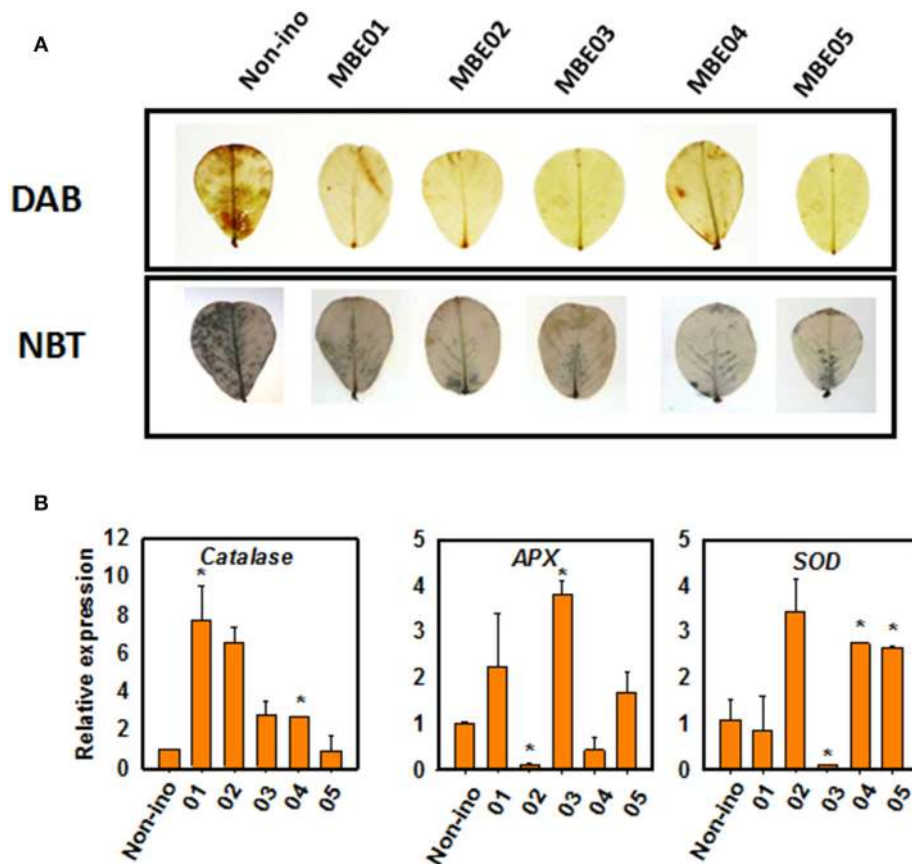 A
Non-ino MBE01 MBE02 MBE03 MBE04 MBE05
DAB
NBT
B
Relative expression
12
10
8
6
4
2
0
Catalase
*
*
Non-ino 01 02 03 04 05
5
4
3
2
1
0
APX
*
*
Non-ino 01 02 03 04 05
5
4
3
2
1
0
SOD
*
*
*
Non-ino 01 02 03 04 05